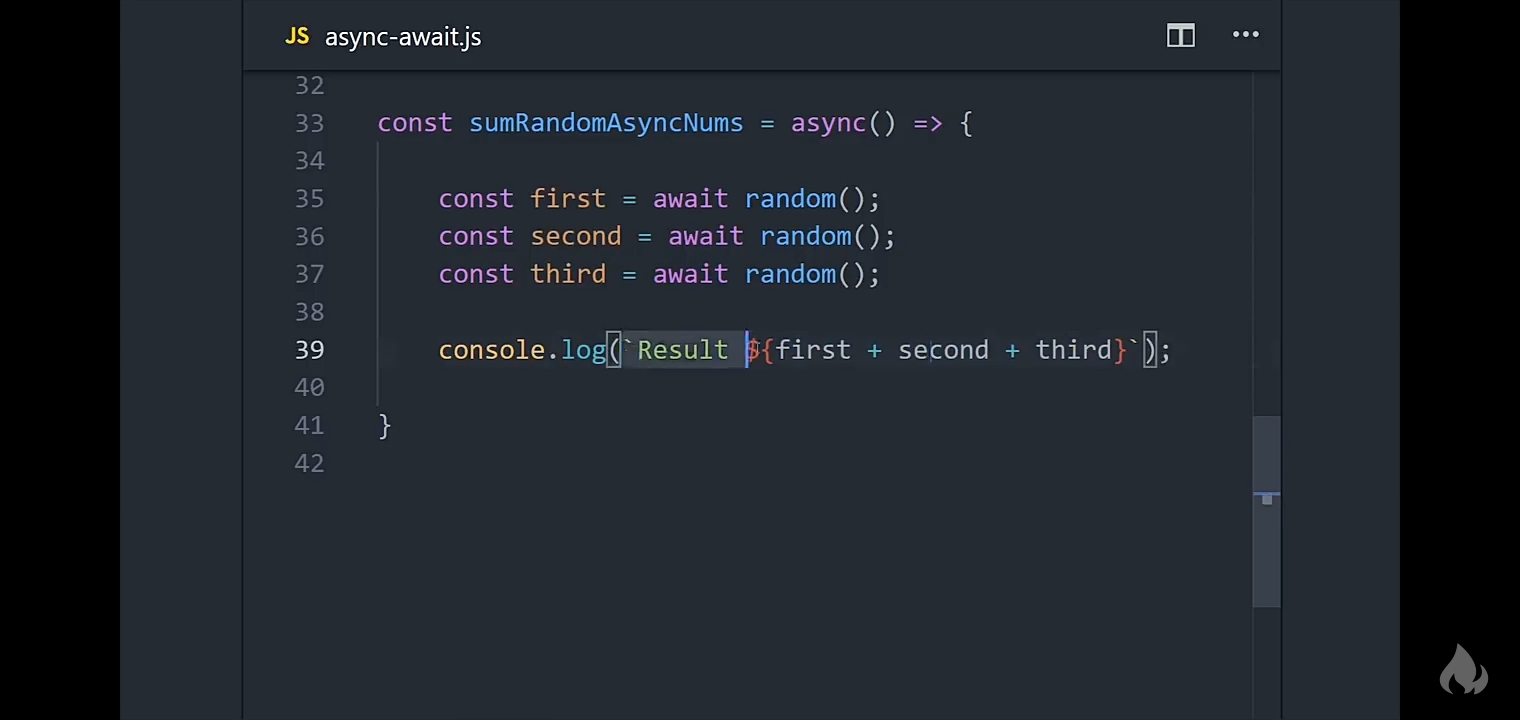 JS async-await.js
32
33 const sumRandomAsyncNums = async() => {
34
35 const first = await random();
36 const second = await random();
37 const third = await random();
38
39 console.log(`Result ${first + second + third}`);
40
41 }
42